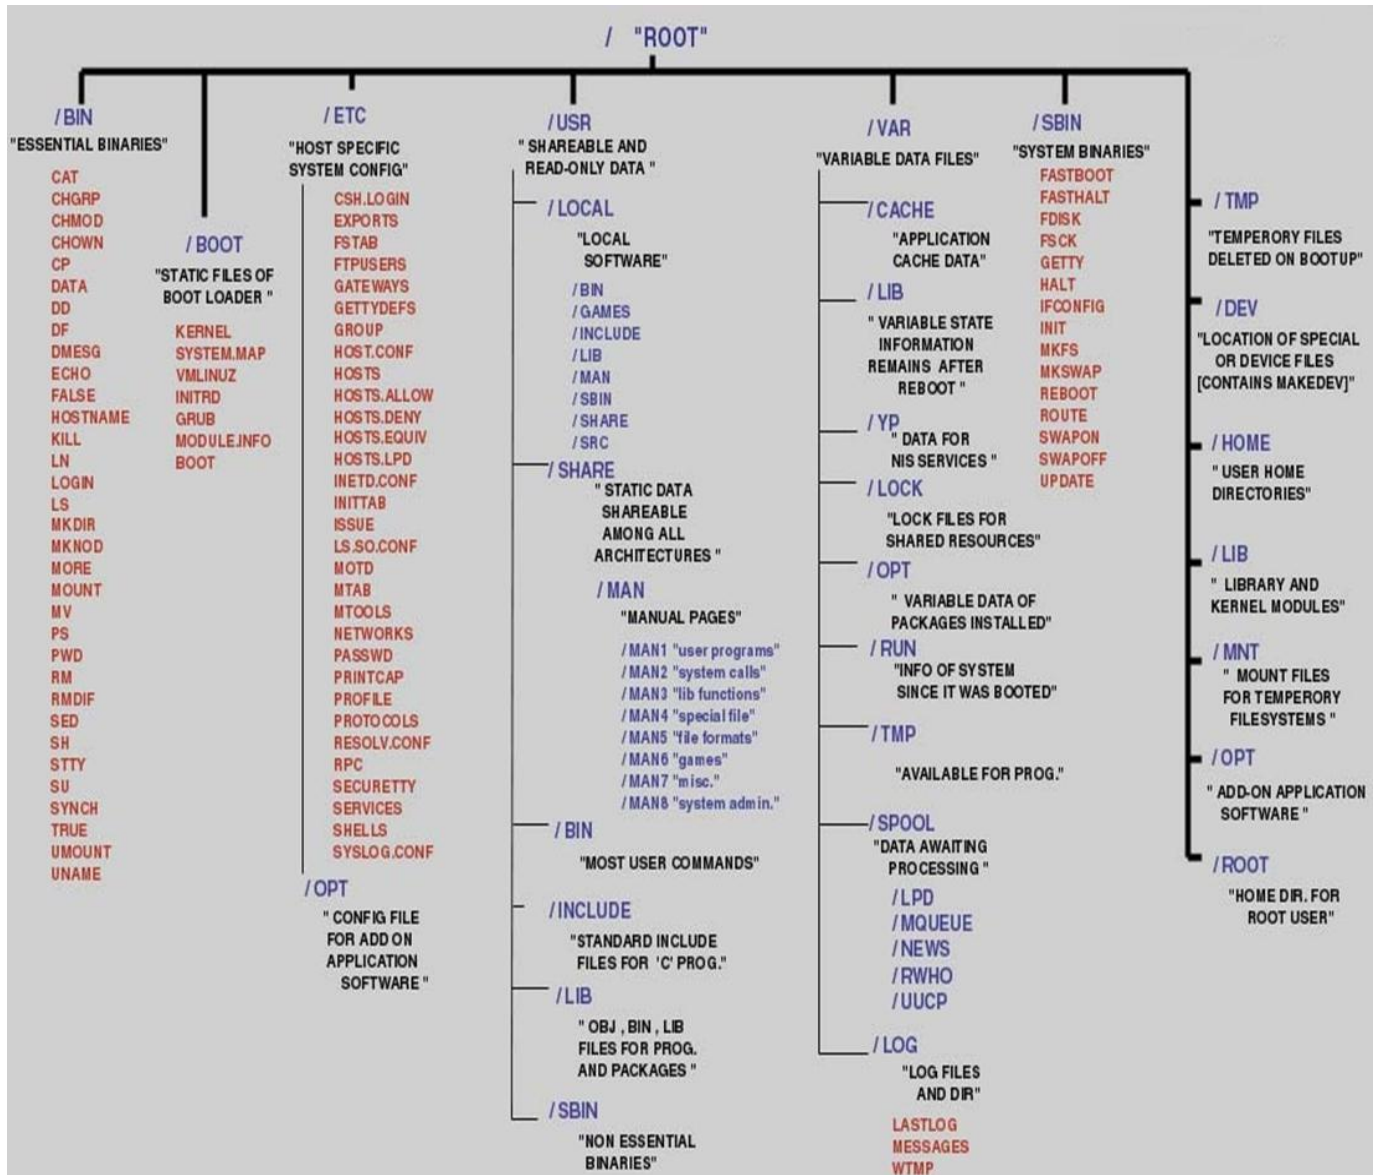 / "ROOT"
/BIN
"ESSENTIAL BINARIES"
CAT
CHGRP
CHMOD
CHOWN
CP
DATA
DD
DF
DMESG
ECHO
FALSE
HOSTNAME
KILL
LN
LOGIN
LS
MKDIR
MKNOD
MORE
MOUNT
MV
PS
PWD
RM
RMDIF
SED
SH
STTY
SU
SYNCH
TRUE
UMOUNT
UNAME
/BOOT
"STATIC FILES OF
BOOT LOADER "
KERNEL
SYSTEM.MAP
VMLINUZ
INITRD
GRUB
MODULE.INFO
BOOT
/ETC
"HOST SPECIFIC
SYSTEM CONFIG"
CSH.LOGIN
EXPORTS
FSTAB
FTPUSERS
GATEWAYS
GETTYDEFS
GROUP
HOST.CONF
HOSTS
HOSTS.ALLOW
HOSTS.DENY
HOSTS.EQUIV
HOSTS.LPD
INETD.CONF
INITTAB
ISSUE
LS.SO.CONF
MOTD
MTAB
MTOOLS
NETWORKS
PASSWD
PRINTCAP
PROFILE
PROTOCOLS
RESOLV.CONF
RPC
SECURETTY
SERVICES
SHELLS
SYSLOG.CONF
/OPT
" CONFIG FILE
FOR ADD ON
APPLICATION
SOFTWARE "
/USR
" SHAREABLE AND
READ-ONLY DATA "
/LOCAL
"LOCAL
SOFTWARE"
/BIN
/GAMES
/INCLUDE
/LIB
/MAN
/SBIN
/SHARE
/SRC
/SHARE
" STATIC DATA
SHAREABLE
AMONG ALL
ARCHITECTURES "
/MAN
"MANUAL PAGES"
/MAN1 "user programs"
/MAN2 "system calls"
/MAN3 "lib functions"
/MAN4 "special file"
/MAN5 "file formats"
/MAN6 "games"
/MAN7 "misc."
/MAN8 "system admin."
/BIN
"MOST USER COMMANDS"
/INCLUDE
"STANDARD INCLUDE
FILES FOR 'C' PROG."
/LIB
" OBJ , BIN , LIB
FILES FOR PROG.
AND PACKAGES "
/SBIN
"NON ESSENTIAL
BINARIES"
/VAR
"VARIABLE DATA FILES"
/CACHE
"APPLICATION
CACHE DATA"
/LIB
" VARIABLE STATE
INFORMATION
REMAINS AFTER
REBOOT "
/YP
" DATA FOR
NIS SERVICES "
/LOCK
"LOCK FILES FOR
SHARED RESOURCES"
/OPT
" VARIABLE DATA OF
PACKAGES INSTALLED"
/RUN
"INFO OF SYSTEM
SINCE IT WAS BOOTED"
/TMP
"AVAILABLE FOR PROG."
/SPOOL
"DATA AWAITING
PROCESSING "
/LPD
/MQUEUE
/NEWS
/RWHO
/UUCP
/LOG
"LOG FILES
AND DIR"
LASTLOG
MESSAGES
WTMP
/SBIN
"SYSTEM BINARIES"
FASTBOOT
FASTHALT
FDISK
FSCK
GETTY
HALT
IFCONFIG
INIT
MKFS
MKSWAP
REBOOT
ROUTE
SWAPON
SWAPOFF
UPDATE
/TMP
"TEMPERORY FILES
DELETED ON BOOTUP"
/DEV
"LOCATION OF SPECIAL
OR DEVICE FILES
[CONTAINS MAKEDEV]"
/HOME
" USER HOME
DIRECTORIES"
/LIB
" LIBRARY AND
KERNEL MODULES"
/MNT
" MOUNT FILES
FOR TEMPERORY
FILESYSTEMS "
/OPT
" ADD-ON APPLICATION
SOFTWARE "
/ROOT
"HOME DIR. FOR
ROOT USER"